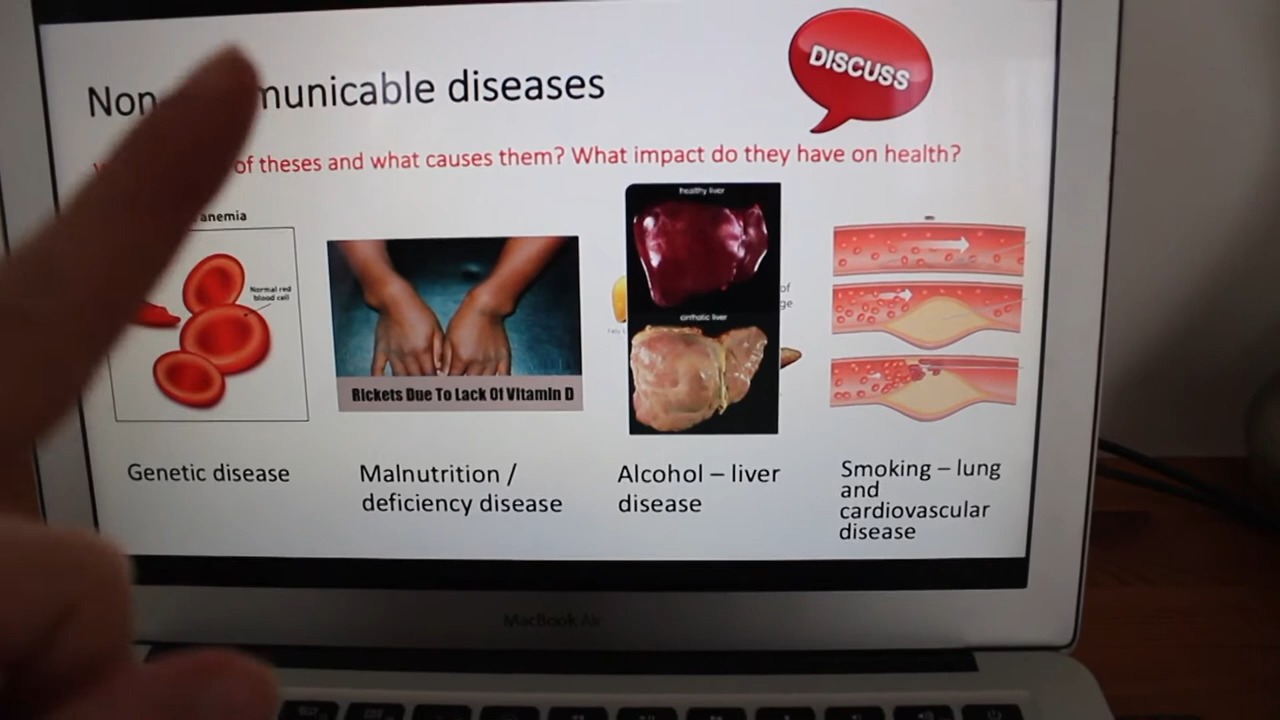 Non municable diseases
DISCUSS
of theses and what causes them? What impact do they have on health?
anemia
Normal red
blood cell
healthy liver
cirrhotic liver
of
ge
Rickets Due To Lack Of Vitamin D
Genetic disease
Malnutrition /
deficiency disease
Alcohol – liver
disease
Smoking – lung
and
cardiovascular
disease
MacBook Air